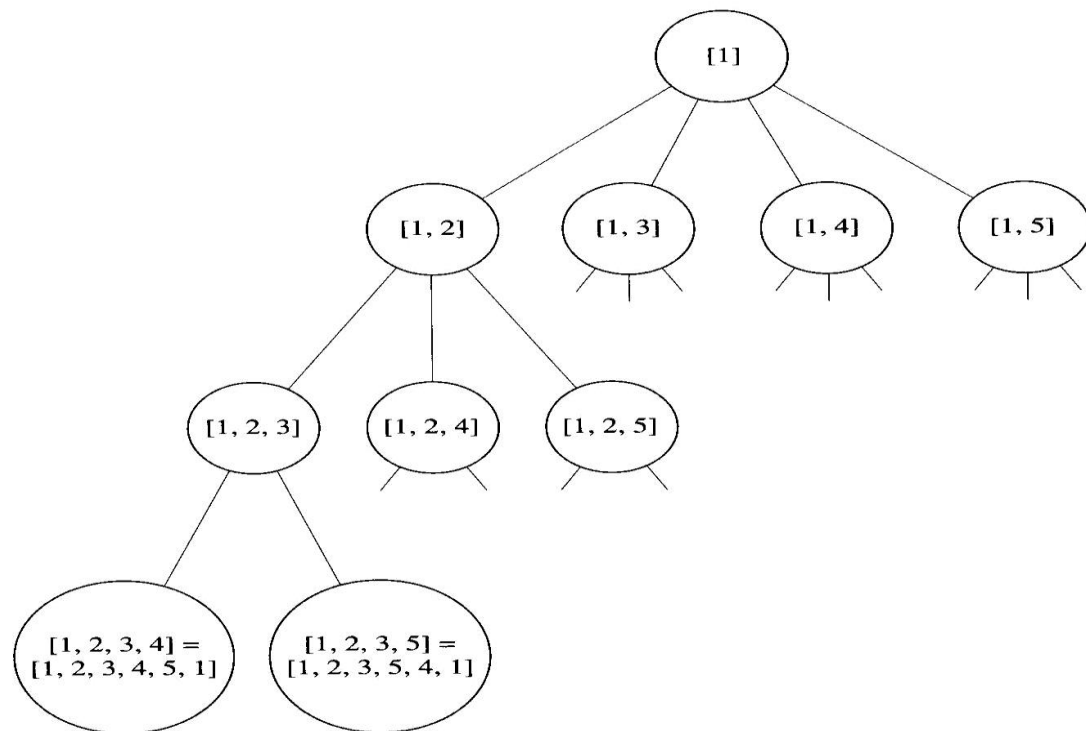 [1]
[1, 2]
[1, 3]
[1, 4]
[1, 5]
[1, 2, 3]
[1, 2, 4]
[1, 2, 5]
[1, 2, 3, 4] =
[1, 2, 3, 4, 5, 1]
[1, 2, 3, 5] =
[1, 2, 3, 5, 4, 1]